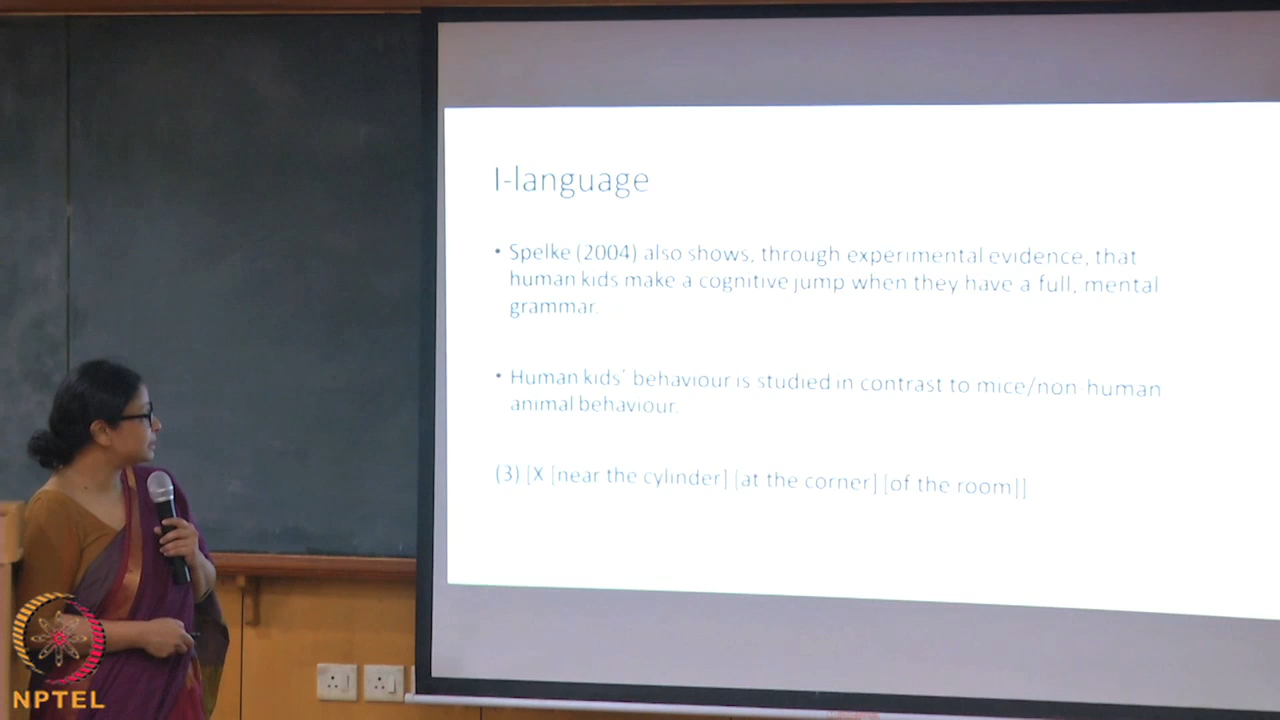 I-language
• Spelke (2004) also shows, through experimental evidence, that
human kids make a cognitive jump when they have a full, mental
grammar.
• Human kids' behaviour is studied in contrast to mice/non-human
animal behaviour.
(3) [X [near the cylinder] [at the corner] [of the room]]
NPTEL